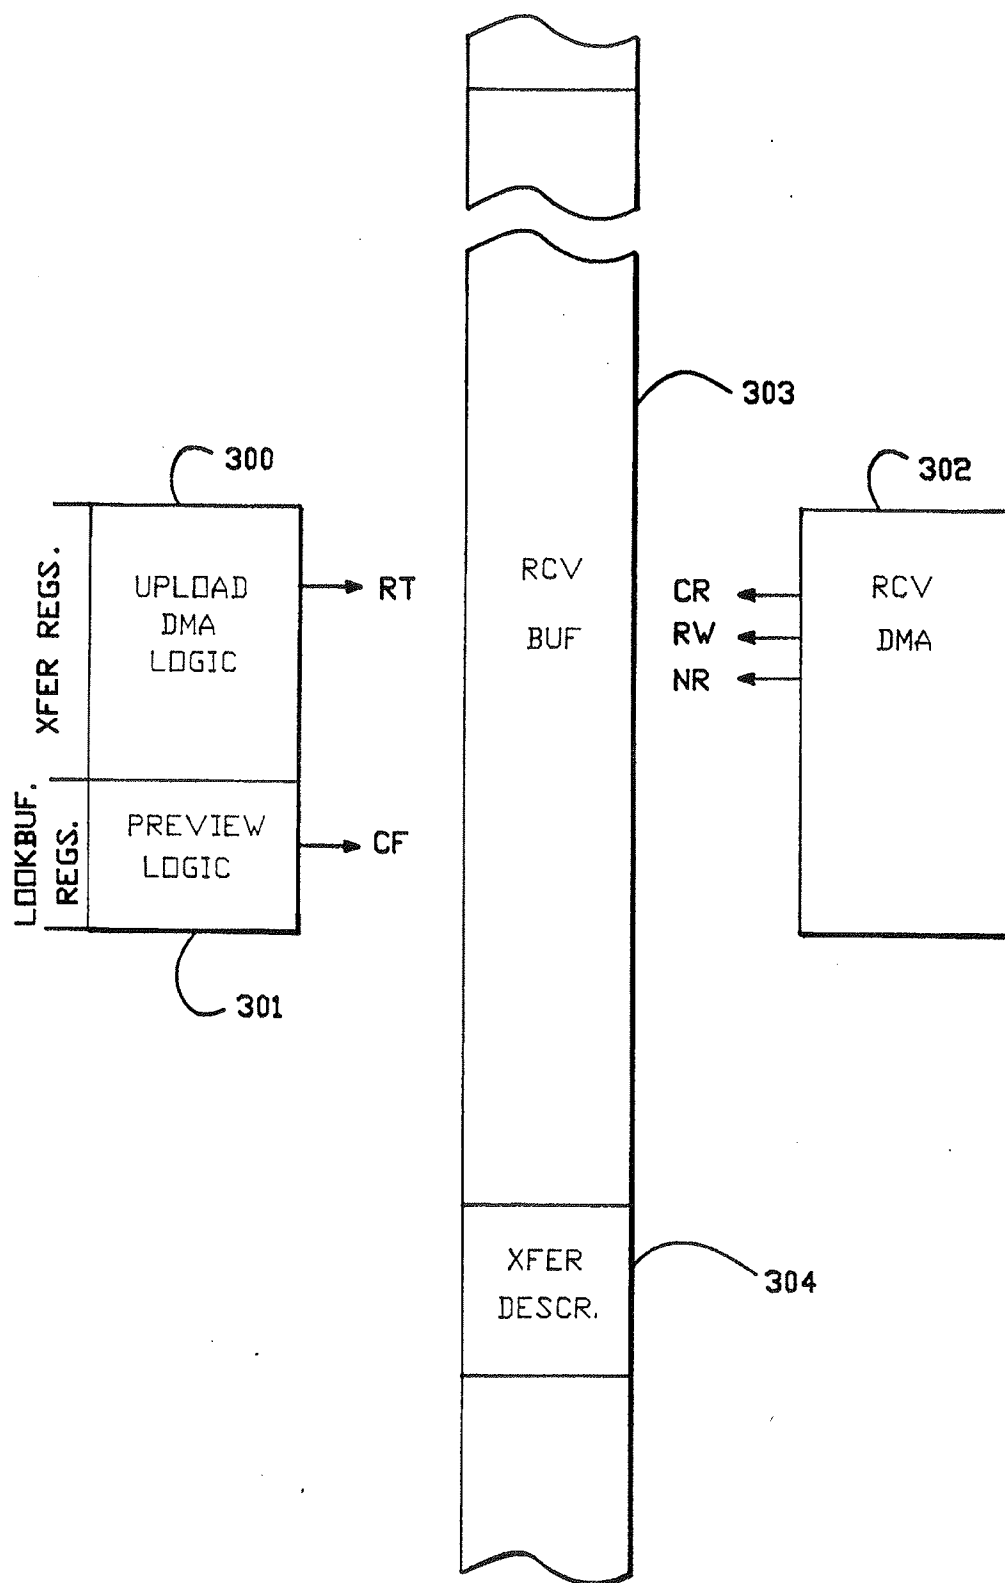 303
300
302
XFER REGS.
UPLOAD
DMA
LOGIC
RT
RCV
BUF
CR
RW
NR
RCV
DMA
LOOKBUF.
REGS.
PREVIEW
LOGIC
CF
301
XFER
DESCR.
304